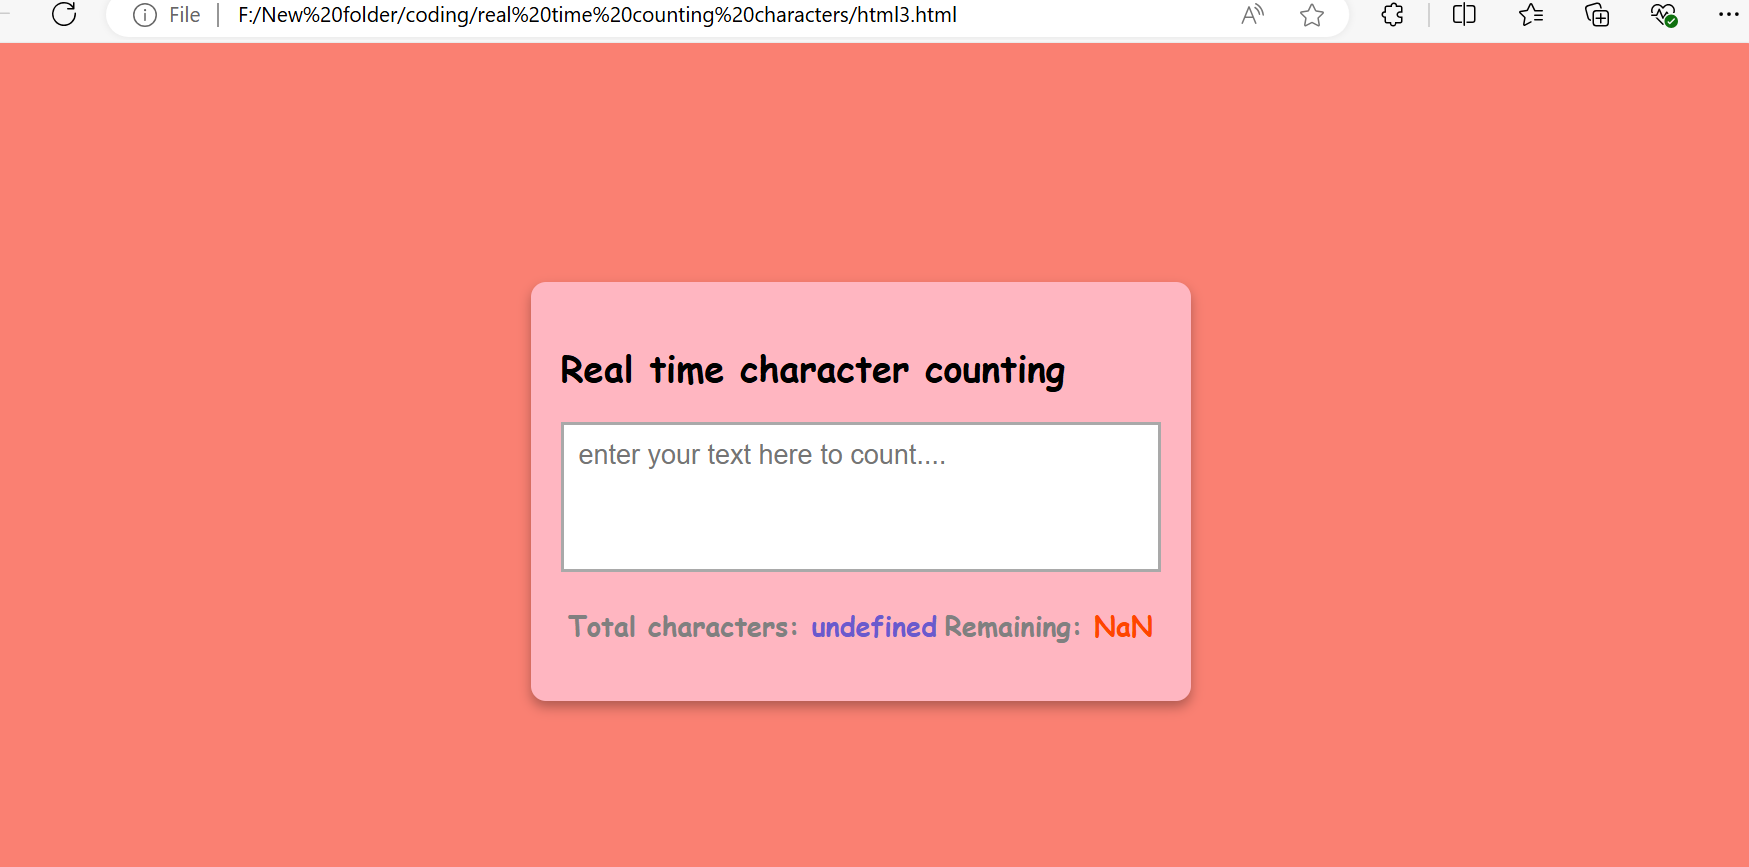 File F:/New%20folder/coding/real%20time%20counting%20characters/html3.html
Real time character counting
enter your text here to count....
Total characters: undefined Remaining: NaN